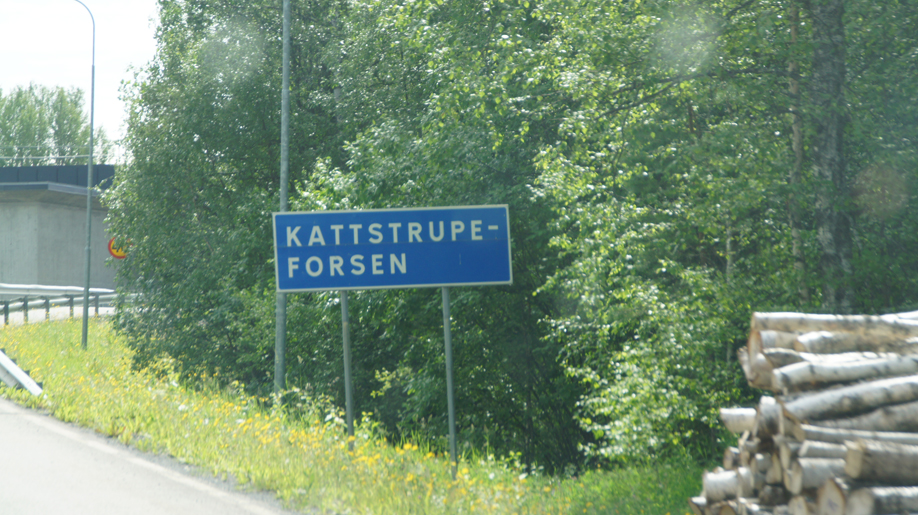 KATTSTRUPE-
FORSEN